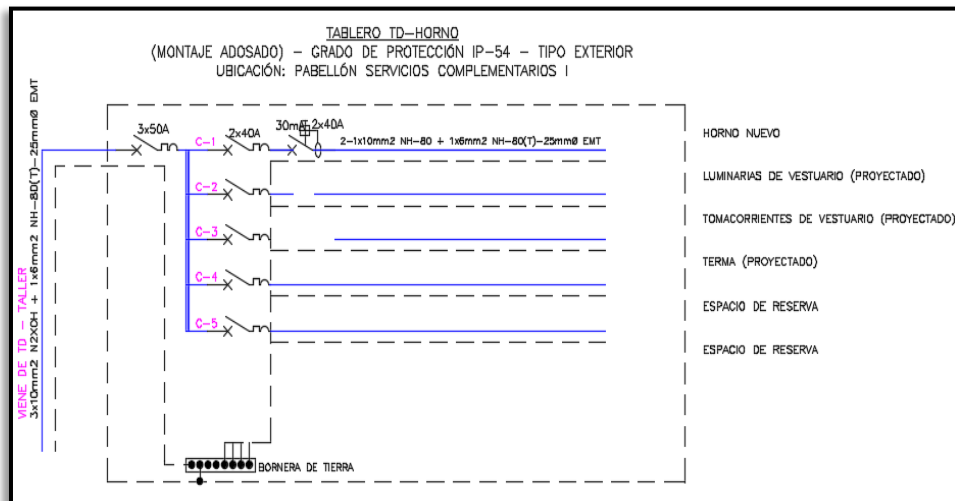 TABLERO TD-HORNO
(MONTAJE ADOSADO) - GRADO DE PROTECCIÓN IP-54 - TIPO EXTERIOR
UBICACIÓN: PABELLÓN SERVICIOS COMPLEMENTARIOS I
VIENE DE TD - TALLER
3x10mm2 N2XOH + 1x6mm2 NH-80(T)-25mmØ EMT
3x50A
C-1
2x40A
30mA
2x40A
2-1x10mm2 NH-80 + 1x6mm2 NH-80(T)-25mmØ EMT
HORNO NUEVO
C-2
LUMINARIAS DE VESTUARIO (PROYECTADO)
C-3
TOMACORRIENTES DE VESTUARIO (PROYECTADO)
C-4
TERMA (PROYECTADO)
C-5
ESPACIO DE RESERVA
ESPACIO DE RESERVA
BORNERA DE TIERRA